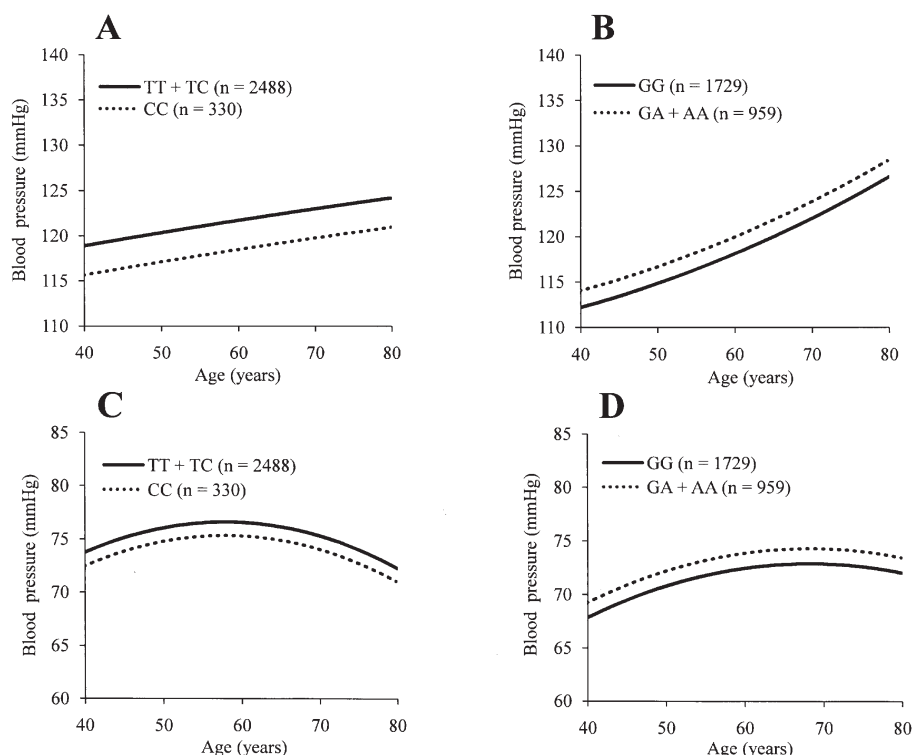 A
140
135
130
125
120
115
110
40
50
60
70
80
Blood pressure (mmHg)
Age (years)
TT + TC (n = 2488)
CC (n = 330)
B
140
135
130
125
120
115
110
40
50
60
70
80
Blood pressure (mmHg)
Age (years)
GG (n = 1729)
GA + AA (n = 959)
C
85
80
75
70
65
60
40
50
60
70
80
Blood pressure (mmHg)
Age (years)
TT + TC (n = 2488)
CC (n = 330)
D
85
80
75
70
65
60
40
50
60
70
80
Blood pressure (mmHg)
Age (years)
GG (n = 1729)
GA + AA (n = 959)